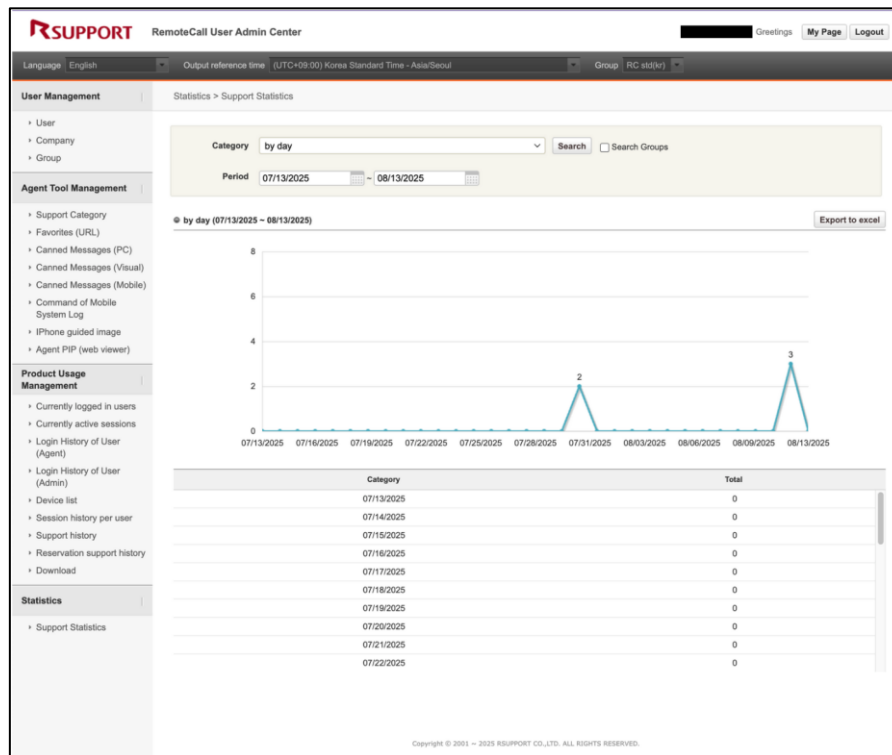 RSUPPORT RemoteCall User Admin Center
Greetings My Page Logout
Language English Output reference time (UTC+09:00) Korea Standard Time - Asia/Seoul Group RC std(kr)
User Management
User
Company
Group
Agent Tool Management
Support Category
Favorites (URL)
Canned Messages (PC)
Canned Messages (Visual)
Canned Messages (Mobile)
Command of Mobile
System Log
IPhone guided image
Agent PIP (web viewer)
Product Usage
Management
Currently logged in users
Currently active sessions
Login History of User
(Agent)
Login History of User
(Admin)
Device list
Session history per user
Support history
Reservation support history
Download
Statistics
Support Statistics
Statistics > Support Statistics
Category by day Search Search Groups
Period 07/13/2025 ~ 08/13/2025
by day (07/13/2025 ~ 08/13/2025) Export to excel
8
6
4
2
0
2
3
07/13/2025 07/16/2025 07/19/2025 07/22/2025 07/25/2025 07/28/2025 07/31/2025 08/03/2025 08/06/2025 08/09/2025 08/13/2025
Category Total
07/13/2025 0
07/14/2025 0
07/15/2025 0
07/16/2025 0
07/17/2025 0
07/18/2025 0
07/19/2025 0
07/20/2025 0
07/21/2025 0
07/22/2025 0
Copyright © 2001 ~ 2025 RSUPPORT CO.,LTD. ALL RIGHTS RESERVED.